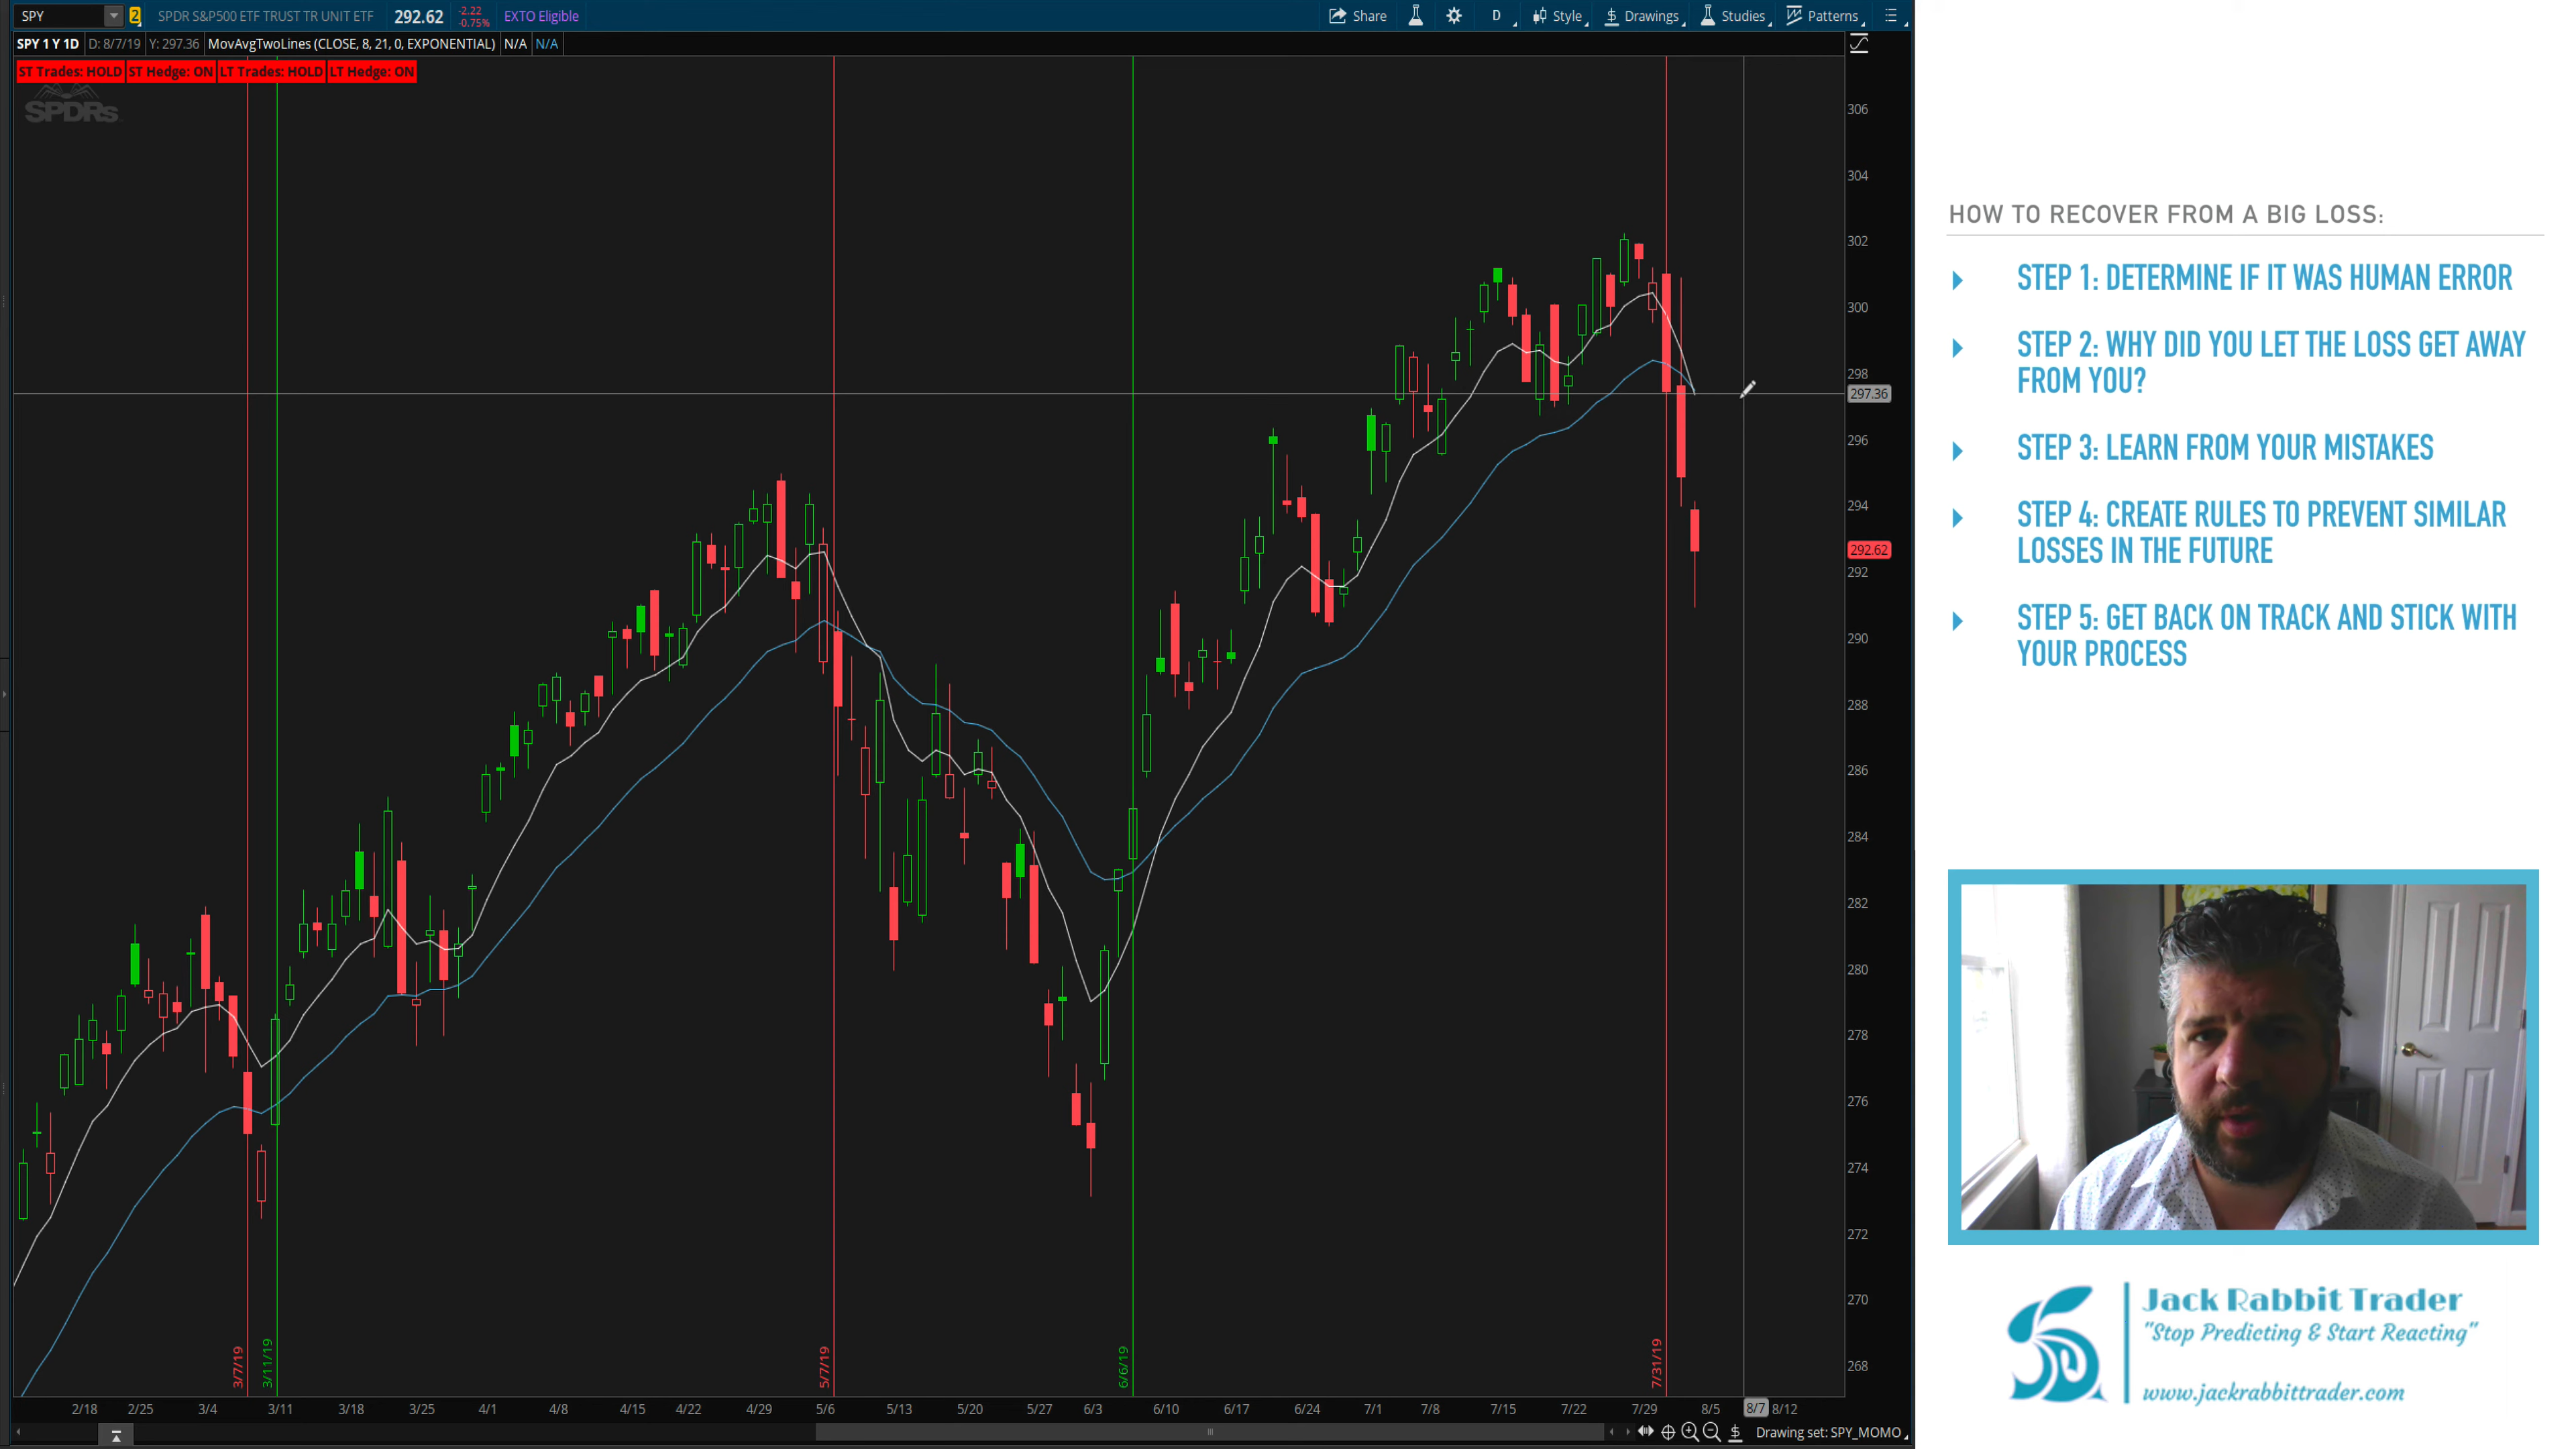 SPY
2
SPDR S&P500 ETF TRUST TR UNIT ETF
292.62
-2.22
-0.75%
EXTO Eligible
Share
D
Style
$ Drawings
Studies
Patterns
SPY 1 Y 1D
D: 8/7/19
Y: 297.36
MovAvgTwoLines (CLOSE, 8, 21, 0, EXPONENTIAL)
N/A
N/A
ST Trades: HOLD
ST Hedge: ON
LT Trades: HOLD
LT Hedge: ON
SPDRs
306
304
302
300
298
297.36
296
294
292.62
292
290
288
286
284
282
280
278
276
274
272
270
268
3/7/19
3/11/19
5/7/19
6/6/19
7/31/19
2/18 2/25 3/4 3/11 3/18 3/25 4/1 4/8 4/15 4/22 4/29 5/6 5/13 5/20 5/27 6/3 6/10 6/17 6/24 7/1 7/8 7/15 7/22 7/29 8/5 8/7 8/12
$
Drawing set: SPY_MOMO
HOW TO RECOVER FROM A BIG LOSS:
STEP 1: DETERMINE IF IT WAS HUMAN ERROR
STEP 2: WHY DID YOU LET THE LOSS GET AWAY
FROM YOU?
STEP 3: LEARN FROM YOUR MISTAKES
STEP 4: CREATE RULES TO PREVENT SIMILAR
LOSSES IN THE FUTURE
STEP 5: GET BACK ON TRACK AND STICK WITH
YOUR PROCESS
Jack Rabbit Trader
"Stop Predicting & Start Reacting"
www.jackrabbittrader.com